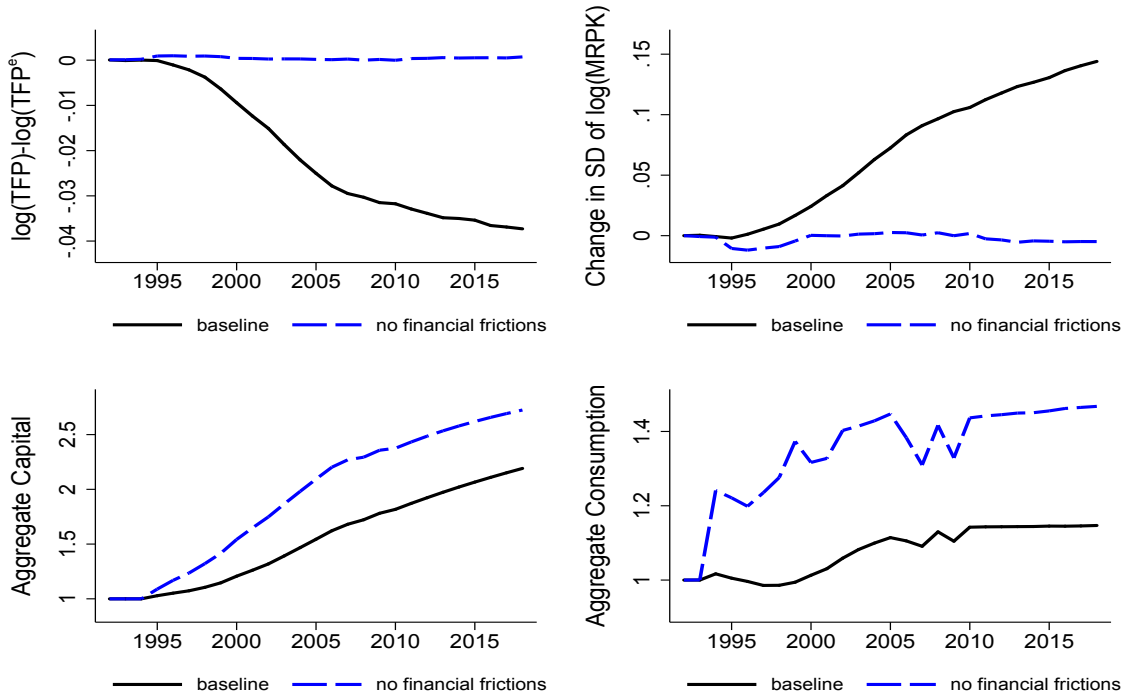 log(TFP)-log(TFPᵉ)
0
-.01
-.02
-.03
-.04
1995 2000 2005 2010 2015
baseline no financial frictions
Change in SD of log(MRPK)
.15
.1
.05
0
1995 2000 2005 2010 2015
baseline no financial frictions
Aggregate Capital
2.5
2
1.5
1
1995 2000 2005 2010 2015
baseline no financial frictions
Aggregate Consumption
1.4
1.2
1
1995 2000 2005 2010 2015
baseline no financial frictions